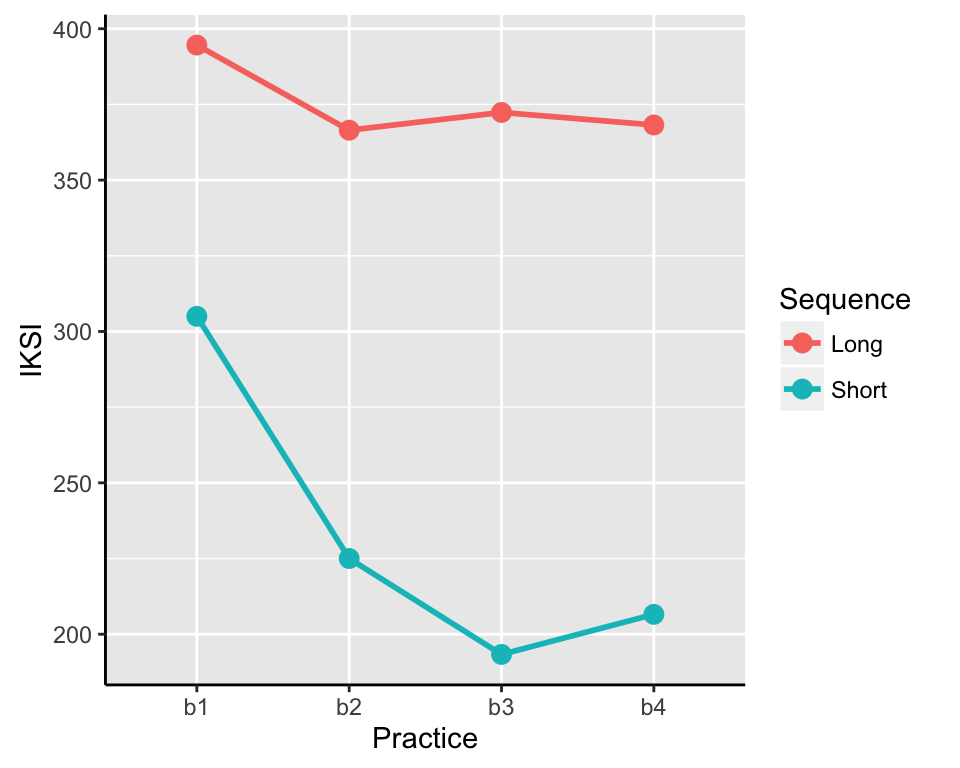 400
350
300
250
200
IKSI
b1 b2 b3 b4
Practice
Sequence
Long
Short